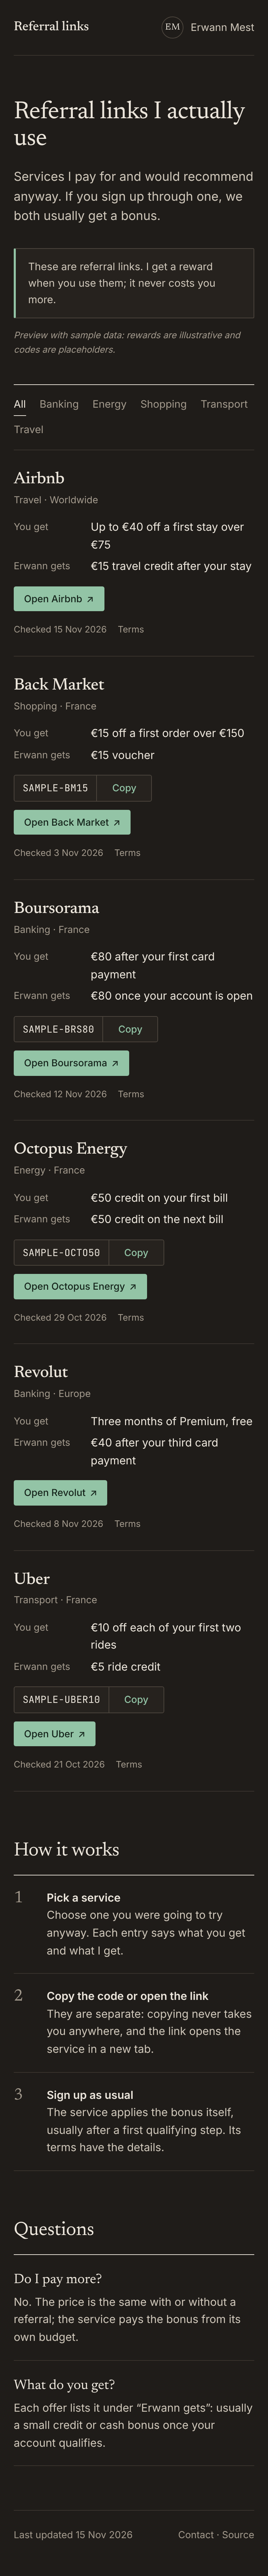 Referral links
EM Erwann Mest
Referral links I actually
use
Services I pay for and would recommend
anyway. If you sign up through one, we
both usually get a bonus.
These are referral links. I get a reward
when you use them; it never costs you
more.
Preview with sample data: rewards are illustrative and
codes are placeholders.
All Banking Energy Shopping Transport
Travel
Airbnb
Travel · Worldwide
You get Up to €40 off a first stay over
€75
Erwann gets €15 travel credit after your stay
Open Airbnb ↗
Checked 15 Nov 2026 Terms
Back Market
Shopping · France
You get €15 off a first order over €150
Erwann gets €15 voucher
SAMPLE-BM15 Copy
Open Back Market ↗
Checked 3 Nov 2026 Terms
Boursorama
Banking · France
You get €80 after your first card
payment
Erwann gets €80 once your account is open
SAMPLE-BRS80 Copy
Open Boursorama ↗
Checked 12 Nov 2026 Terms
Octopus Energy
Energy · France
You get €50 credit on your first bill
Erwann gets €50 credit on the next bill
SAMPLE-OCTO50 Copy
Open Octopus Energy ↗
Checked 29 Oct 2026 Terms
Revolut
Banking · Europe
You get Three months of Premium, free
Erwann gets €40 after your third card
payment
Open Revolut ↗
Checked 8 Nov 2026 Terms
Uber
Transport · France
You get €10 off each of your first two
rides
Erwann gets €5 ride credit
SAMPLE-UBER10 Copy
Open Uber ↗
Checked 21 Oct 2026 Terms
How it works
1 Pick a service
Choose one you were going to try
anyway. Each entry says what you get
and what I get.
2 Copy the code or open the link
They are separate: copying never takes
you anywhere, and the link opens the
service in a new tab.
3 Sign up as usual
The service applies the bonus itself,
usually after a first qualifying step. Its
terms have the details.
Questions
Do I pay more?
No. The price is the same with or without a
referral; the service pays the bonus from its
own budget.
What do you get?
Each offer lists it under “Erwann gets”: usually
a small credit or cash bonus once your
account qualifies.
Last updated 15 Nov 2026 Contact · Source